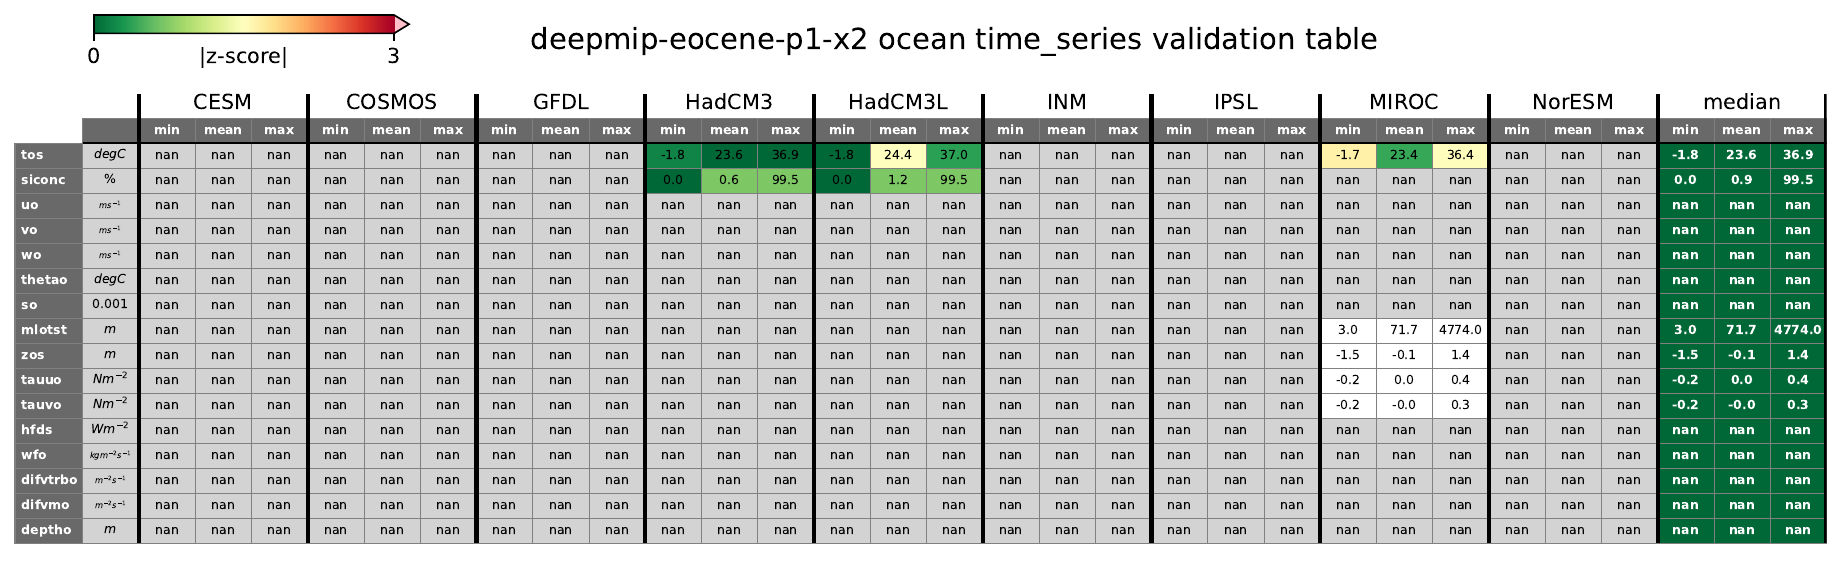 deepmip-eocene-p1-x2 ocean time_series validation table
0 |z-score| 3
CESM COSMOS GFDL HadCM3 HadCM3L INM IPSL MIROC NorESM median
min mean max min mean max min mean max min mean max min mean max min mean max min mean max min mean max min mean max min mean max
tos degC nan nan nan nan nan nan nan nan nan -1.8 23.6 36.9 -1.8 24.4 37.0 nan nan nan nan nan nan -1.7 23.4 36.4 nan nan nan -1.8 23.6 36.9
siconc % nan nan nan nan nan nan nan nan nan 0.0 0.6 99.5 0.0 1.2 99.5 nan nan nan nan nan nan nan nan nan nan nan nan 0.0 0.9 99.5
uo ms⁻¹ nan nan nan nan nan nan nan nan nan nan nan nan nan nan nan nan nan nan nan nan nan nan nan nan nan nan nan nan nan nan
vo ms⁻¹ nan nan nan nan nan nan nan nan nan nan nan nan nan nan nan nan nan nan nan nan nan nan nan nan nan nan nan nan nan nan
wo ms⁻¹ nan nan nan nan nan nan nan nan nan nan nan nan nan nan nan nan nan nan nan nan nan nan nan nan nan nan nan nan nan nan
thetao degC nan nan nan nan nan nan nan nan nan nan nan nan nan nan nan nan nan nan nan nan nan nan nan nan nan nan nan nan nan nan
so 0.001 nan nan nan nan nan nan nan nan nan nan nan nan nan nan nan nan nan nan nan nan nan nan nan nan nan nan nan nan nan nan
mlotst m nan nan nan nan nan nan nan nan nan nan nan nan nan nan nan nan nan nan nan nan nan 3.0 71.7 4774.0 nan nan nan 3.0 71.7 4774.0
zos m nan nan nan nan nan nan nan nan nan nan nan nan nan nan nan nan nan nan nan nan nan -1.5 -0.1 1.4 nan nan nan -1.5 -0.1 1.4
tauuo Nm⁻² nan nan nan nan nan nan nan nan nan nan nan nan nan nan nan nan nan nan nan nan nan -0.2 0.0 0.4 nan nan nan -0.2 0.0 0.4
tauvo Nm⁻² nan nan nan nan nan nan nan nan nan nan nan nan nan nan nan nan nan nan nan nan nan -0.2 -0.0 0.3 nan nan nan -0.2 -0.0 0.3
hfds Wm⁻² nan nan nan nan nan nan nan nan nan nan nan nan nan nan nan nan nan nan nan nan nan nan nan nan nan nan nan nan nan nan
wfo kgm⁻²s⁻¹ nan nan nan nan nan nan nan nan nan nan nan nan nan nan nan nan nan nan nan nan nan nan nan nan nan nan nan nan nan nan
difvtrbo m⁻²s⁻¹ nan nan nan nan nan nan nan nan nan nan nan nan nan nan nan nan nan nan nan nan nan nan nan nan nan nan nan nan nan nan
difvmo m⁻²s⁻¹ nan nan nan nan nan nan nan nan nan nan nan nan nan nan nan nan nan nan nan nan nan nan nan nan nan nan nan nan nan nan
deptho m nan nan nan nan nan nan nan nan nan nan nan nan nan nan nan nan nan nan nan nan nan nan nan nan nan nan nan nan nan nan